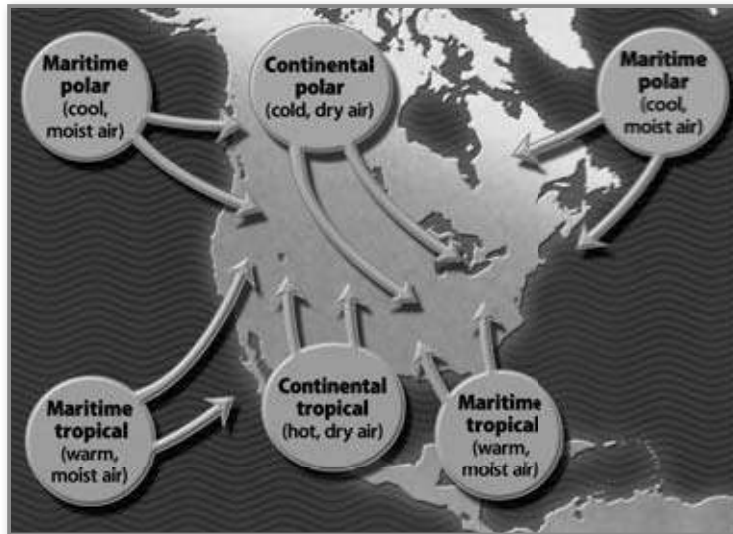 Maritime
polar
(cool,
moist air)
Continental
polar
(cold, dry air)
Maritime
polar
(cool,
moist air)
Maritime
tropical
(warm,
moist air)
Continental
tropical
(hot, dry air)
Maritime
tropical
(warm,
moist air)